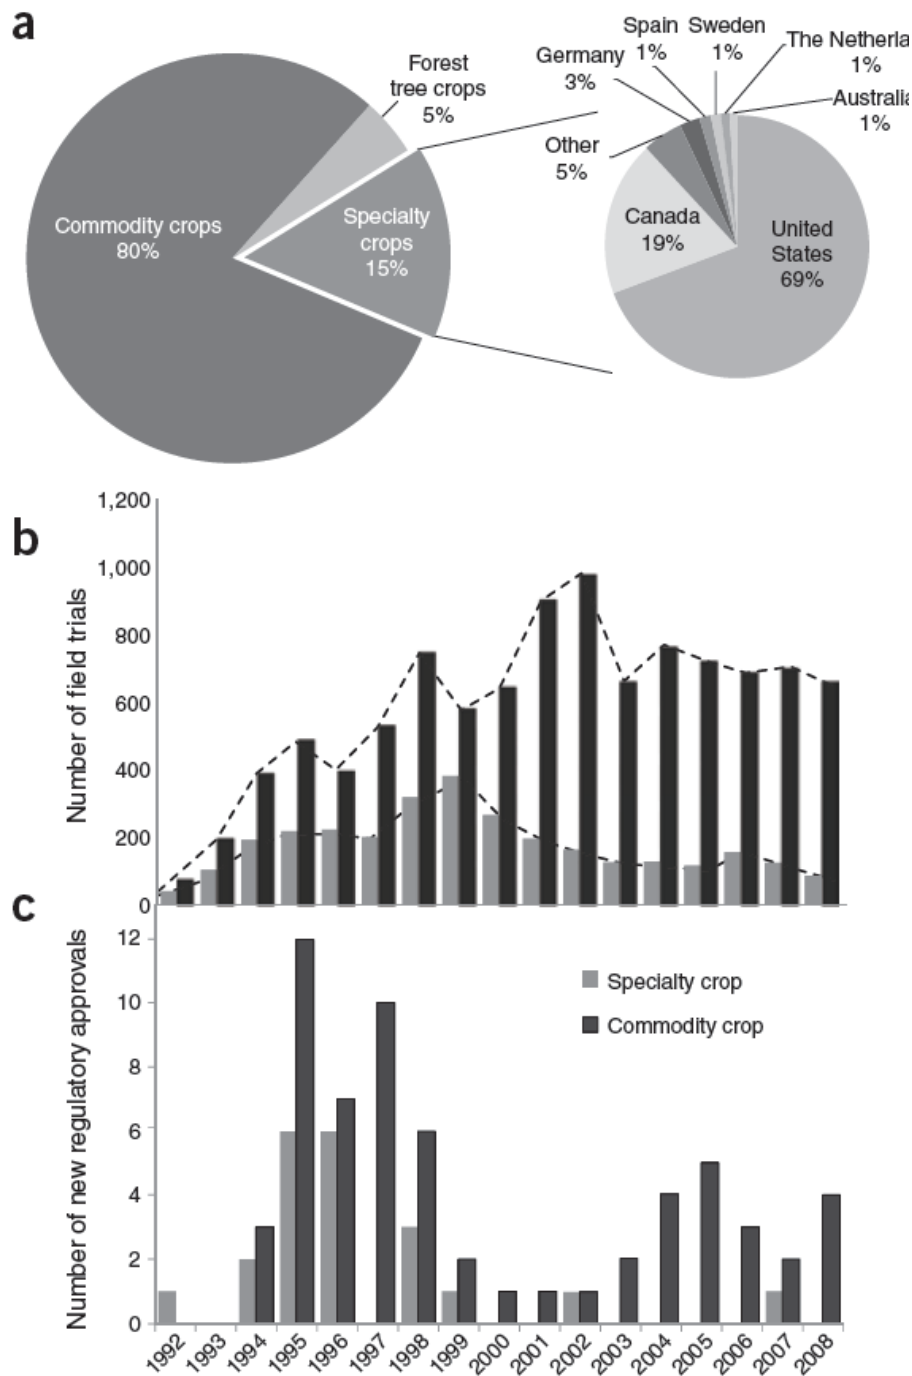 a
Forest
tree crops
5%
Commodity crops
80%
Specialty
crops
15%
Spain
1%
Sweden
1%
The Netherla
1%
Germany
3%
Australia
1%
Other
5%
Canada
19%
United
States
69%
b
Number of field trials
1,200
1,000
800
600
400
200
0
c
Number of new regulatory approvals
12
10
8
6
4
2
0
Specialty crop
Commodity crop
1992
1993
1994
1995
1996
1997
1998
1999
2000
2001
2002
2003
2004
2005
2006
2007
2008